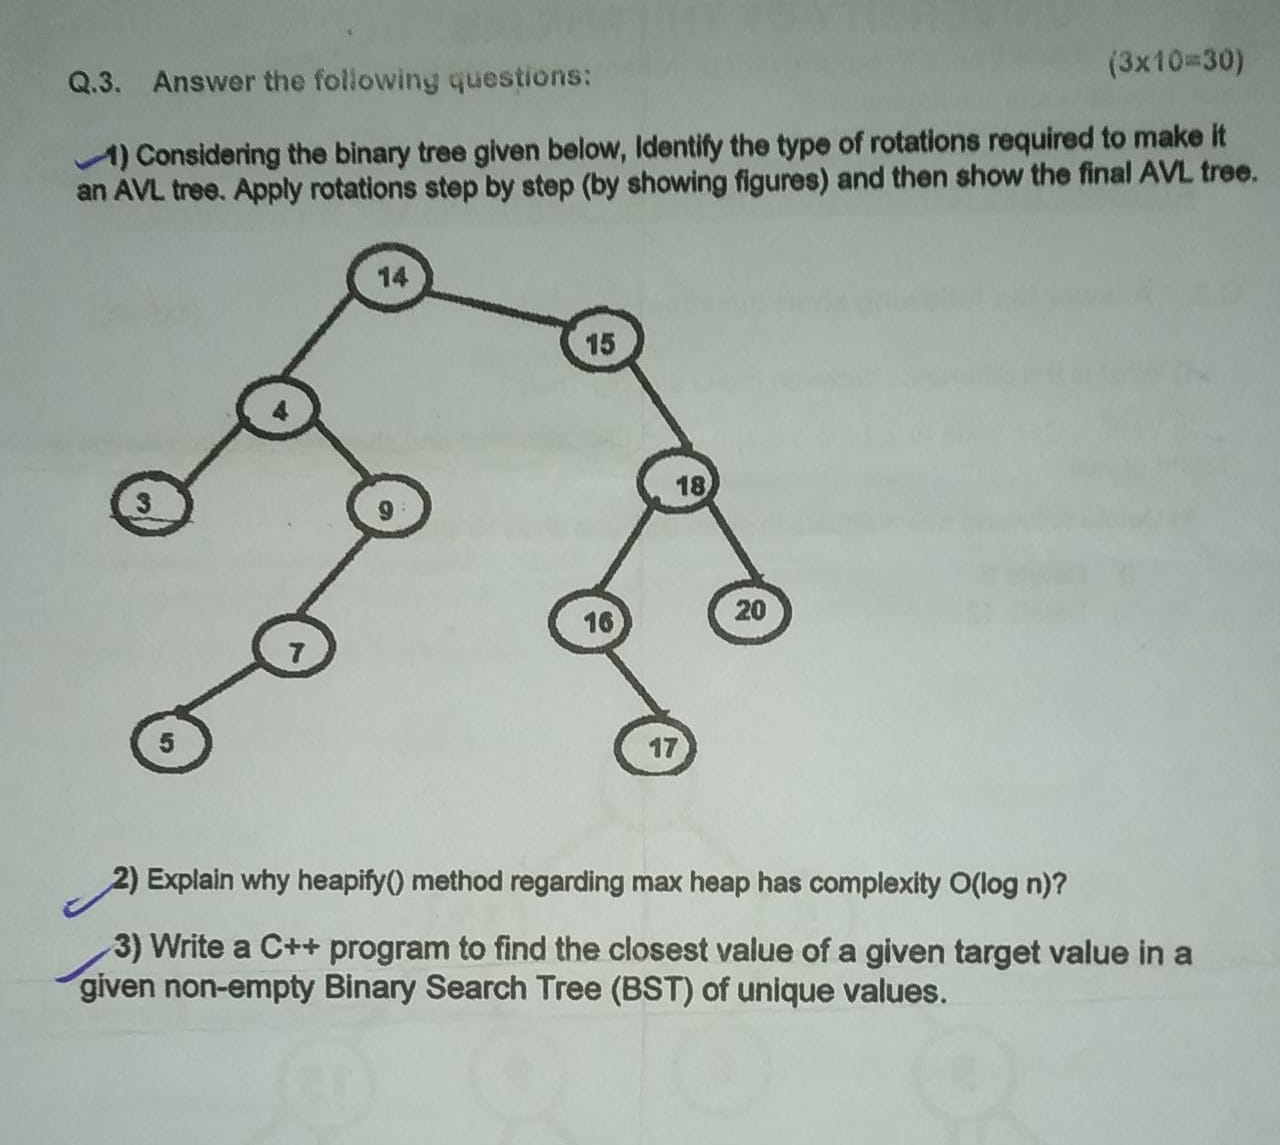 (3x10=30)
Q.3. Answer the following questions:
1) Considering the binary tree given below, Identify the type of rotations required to make it
an AVL tree. Apply rotations step by step (by showing figures) and then show the final AVL tree.
14
15
4
18
3
9
16
20
7
5
17
2) Explain why heapify() method regarding max heap has complexity O(log n)?
3) Write a C++ program to find the closest value of a given target value in a
given non-empty Binary Search Tree (BST) of unique values.